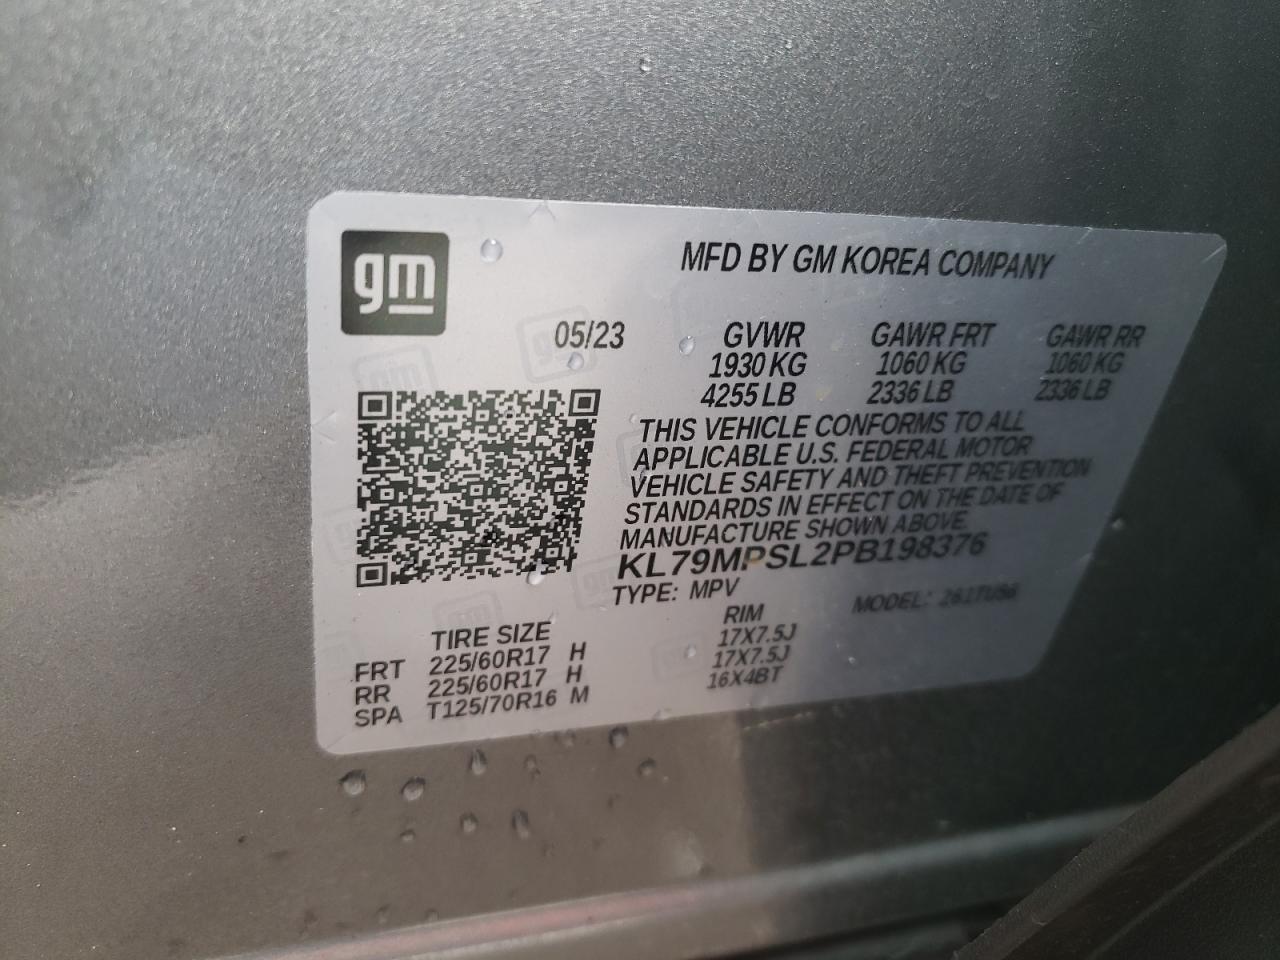 gm
MFD BY GM KOREA COMPANY
05/23 GVWR GAWR FRT GAWR RR
1930 KG 1060 KG 1060 KG
4255 LB 2336 LB 2336 LB
THIS VEHICLE CONFORMS TO ALL
APPLICABLE U.S. FEDERAL MOTOR
VEHICLE SAFETY AND THEFT PREVENTION
STANDARDS IN EFFECT ON THE DATE OF
MANUFACTURE SHOWN ABOVE.
KL79MPSL2PB198376
TYPE: MPV MODEL:
TIRE SIZE RIM
FRT 225/60R17 H 17X7.5J
RR 225/60R17 H 17X7.5J
SPA T125/70R16 M 16X4BT